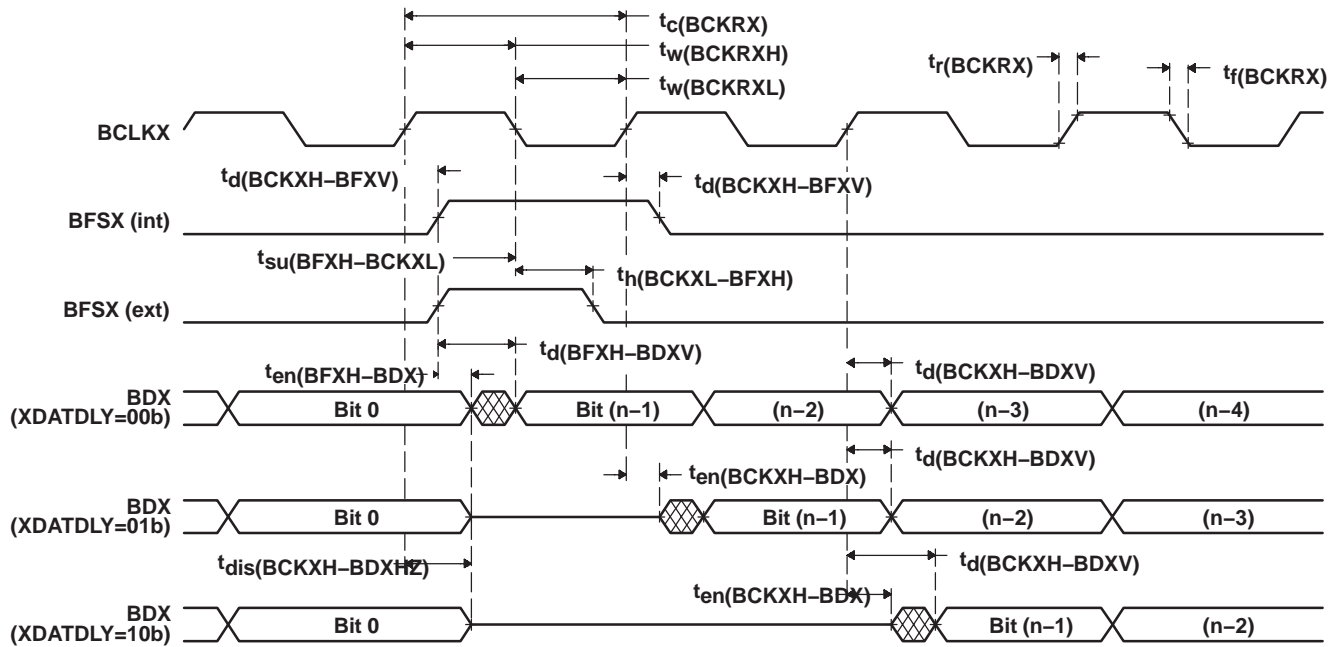 tc(BCKRX)
tw(BCKRXH)
tw(BCKRXL)
tr(BCKRX)
tf(BCKRX)
BCLKX
td(BCKXH–BFXV)
td(BCKXH–BFXV)
BFSX (int)
tsu(BFXH–BCKXL)
th(BCKXL–BFXH)
BFSX (ext)
td(BFXH–BDXV)
ten(BFXH–BDX)
td(BCKXH–BDXV)
BDX
(XDATDLY=00b)
Bit 0
Bit (n–1)
(n–2)
(n–3)
(n–4)
td(BCKXH–BDXV)
ten(BCKXH–BDX)
BDX
(XDATDLY=01b)
Bit 0
Bit (n–1)
(n–2)
(n–3)
tdis(BCKXH–BDXHZ)
td(BCKXH–BDXV)
ten(BCKXH–BDX)
BDX
(XDATDLY=10b)
Bit 0
Bit (n–1)
(n–2)